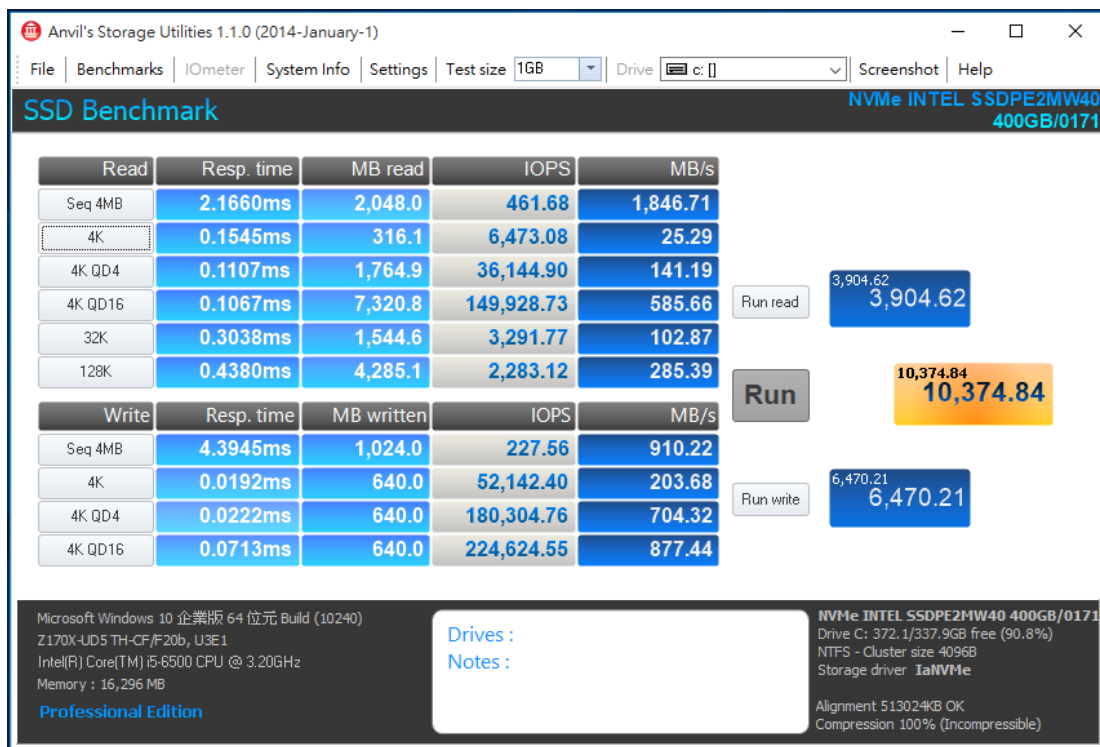 Anvil's Storage Utilities 1.1.0 (2014-January-1)
File Benchmarks IOmeter System Info Settings Test size 1GB Drive c: [] Screenshot Help
SSD Benchmark
NVMe INTEL SSDPE2MW40
400GB/0171
Read Resp. time MB read IOPS MB/s
Seq 4MB 2.1660ms 2,048.0 461.68 1,846.71
4K 0.1545ms 316.1 6,473.08 25.29
4K QD4 0.1107ms 1,764.9 36,144.90 141.19
4K QD16 0.1067ms 7,320.8 149,928.73 585.66
32K 0.3038ms 1,544.6 3,291.77 102.87
128K 0.4380ms 4,285.1 2,283.12 285.39
Run read
3,904.62
3,904.62
Run
10,374.84
10,374.84
Write Resp. time MB written IOPS MB/s
Seq 4MB 4.3945ms 1,024.0 227.56 910.22
4K 0.0192ms 640.0 52,142.40 203.68
4K QD4 0.0222ms 640.0 180,304.76 704.32
4K QD16 0.0713ms 640.0 224,624.55 877.44
Run write
6,470.21
6,470.21
Microsoft Windows 10 企業版 64 位元 Build (10240)
Z170X-UD5 TH-CF/F20b, U3E1
Intel(R) Core(TM) i5-6500 CPU @ 3.20GHz
Memory : 16,296 MB
Professional Edition
Drives :
Notes :
NVMe INTEL SSDPE2MW40 400GB/0171
Drive C: 372.1/337.9GB free (90.8%)
NTFS - Cluster size 4096B
Storage driver IaNVMe
Alignment 513024KB OK
Compression 100% (Incompressible)